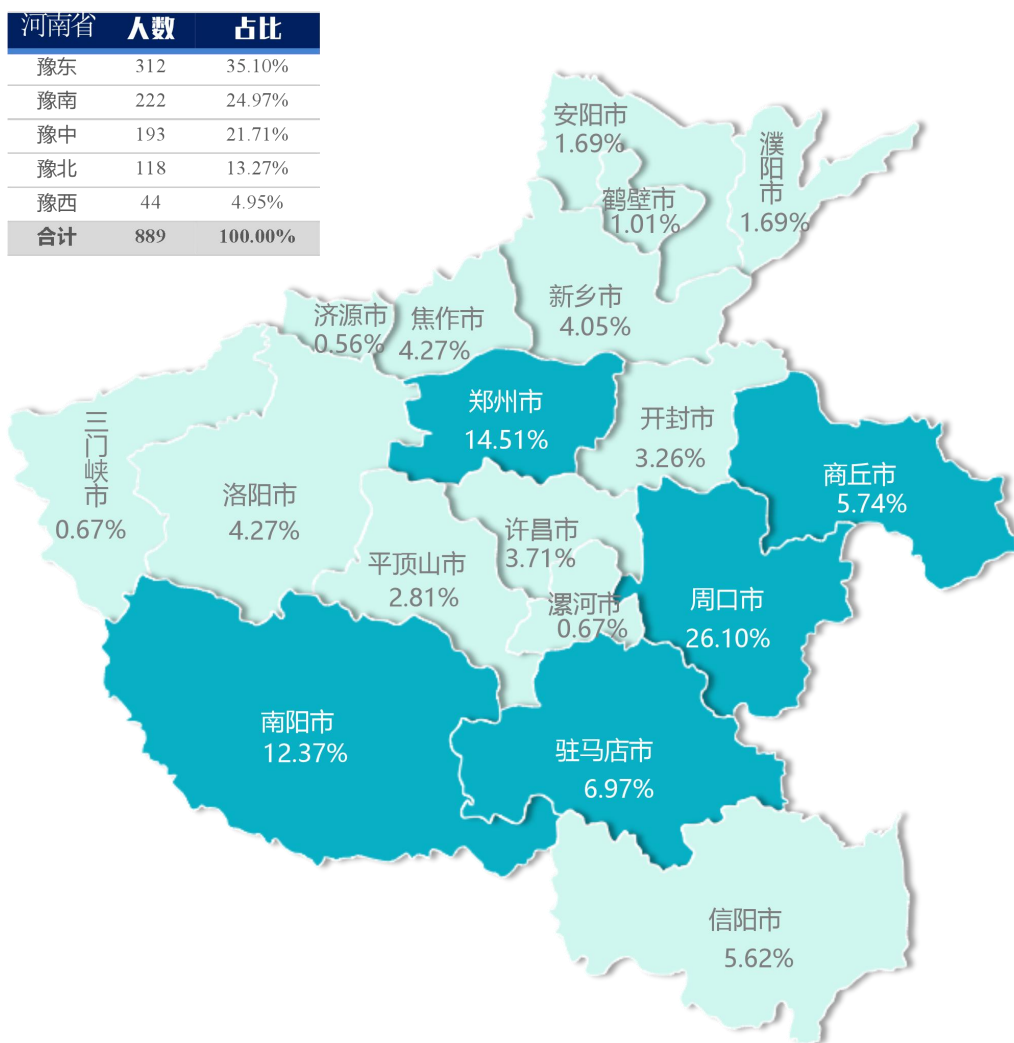 河南省 人数 占比
豫东 312 35.10%
豫南 222 24.97%
豫中 193 21.71%
豫北 118 13.27%
豫西 44 4.95%
合计 889 100.00%
安阳市
1.69%
濮阳市
1.69%
鹤壁市
1.01%
新乡市
4.05%
济源市
0.56%
焦作市
4.27%
郑州市
14.51%
开封市
3.26%
三门峡市
0.67%
洛阳市
4.27%
商丘市
5.74%
许昌市
3.71%
平顶山市
2.81%
漯河市
0.67%
周口市
26.10%
南阳市
12.37%
驻马店市
6.97%
信阳市
5.62%